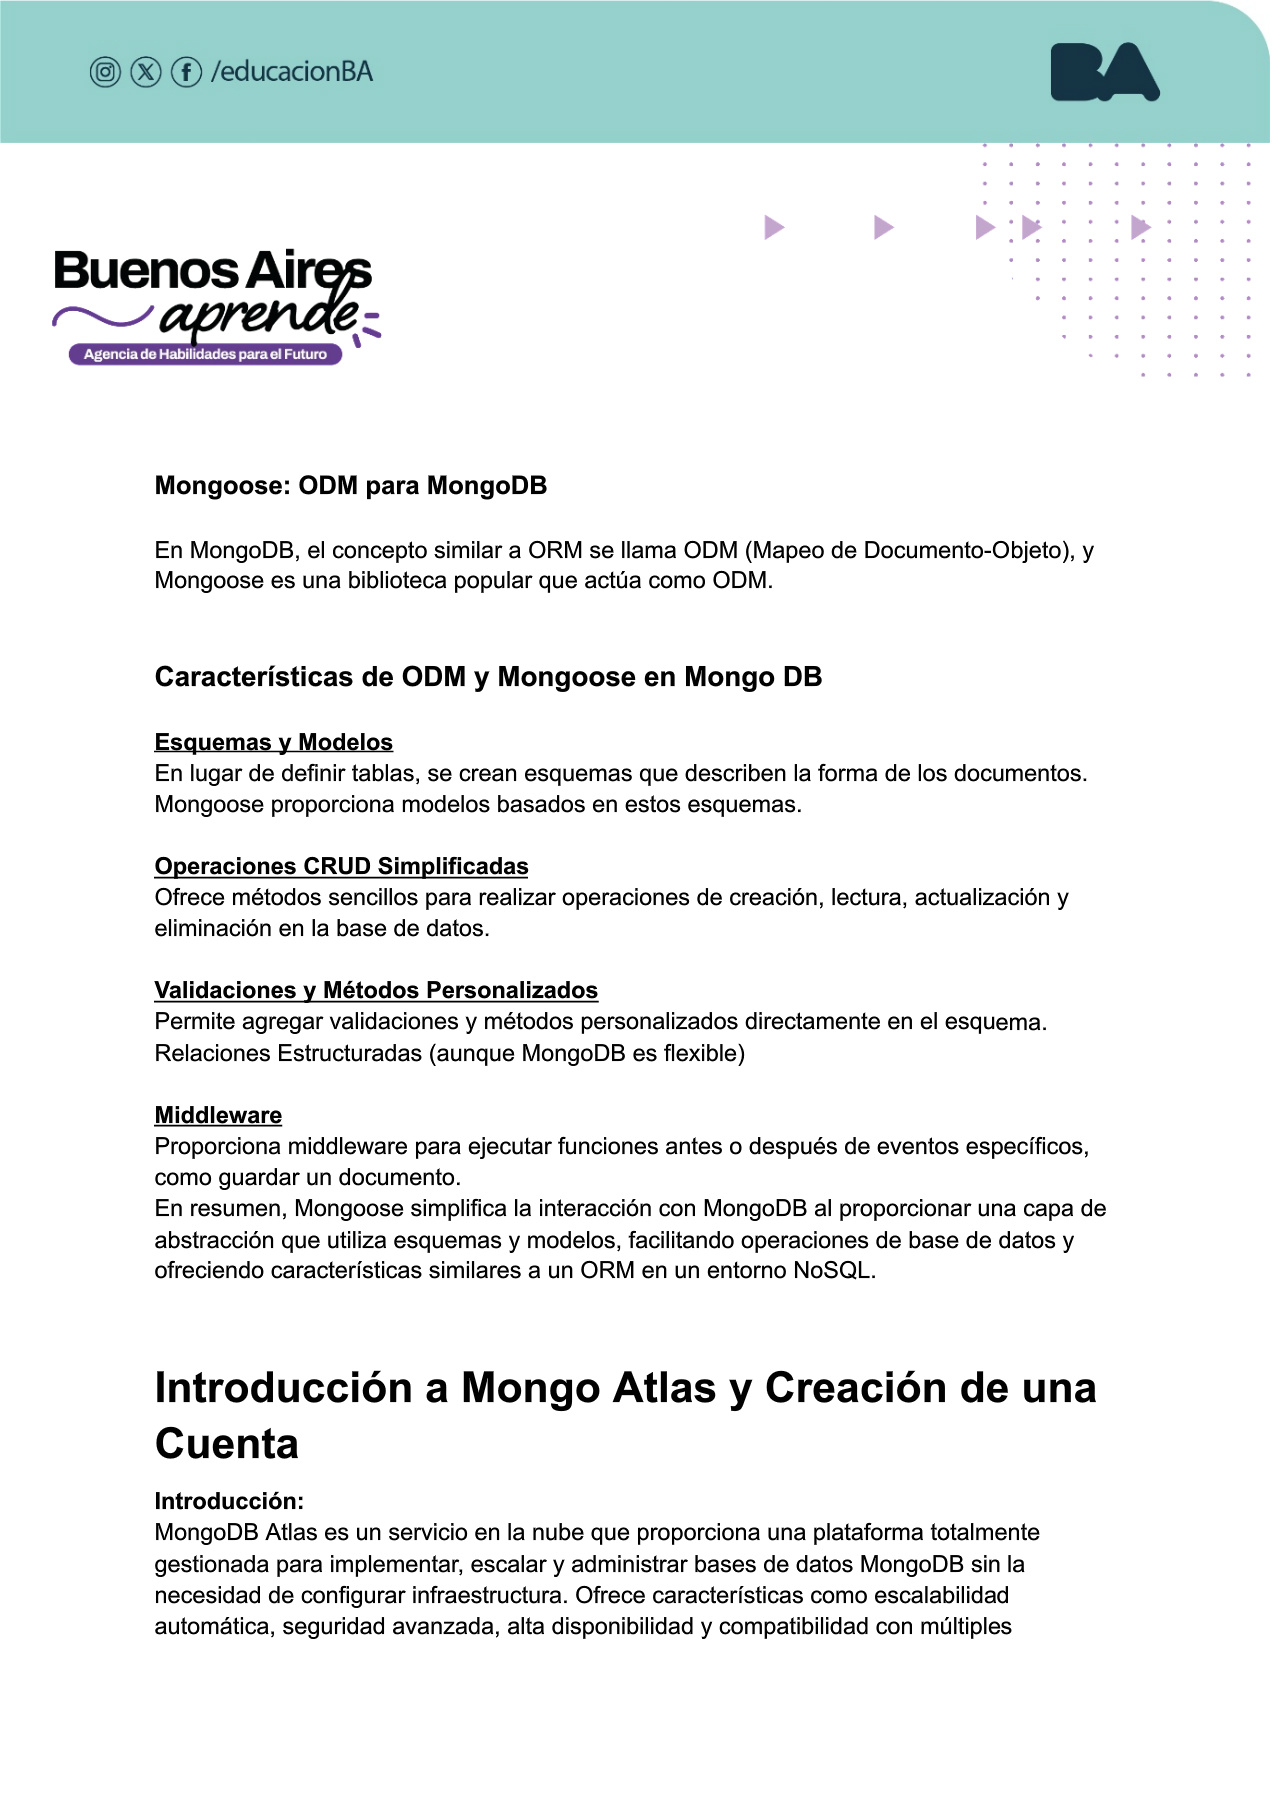 /educacionBA
BA
Buenos Aires
aprende
Agencia de Habilidades para el Futuro
Mongoose: ODM para MongoDB
En MongoDB, el concepto similar a ORM se llama ODM (Mapeo de Documento-Objeto), y
Mongoose es una biblioteca popular que actúa como ODM.
Características de ODM y Mongoose en Mongo DB
Esquemas y Modelos
En lugar de definir tablas, se crean esquemas que describen la forma de los documentos.
Mongoose proporciona modelos basados en estos esquemas.
Operaciones CRUD Simplificadas
Ofrece métodos sencillos para realizar operaciones de creación, lectura, actualización y
eliminación en la base de datos.
Validaciones y Métodos Personalizados
Permite agregar validaciones y métodos personalizados directamente en el esquema.
Relaciones Estructuradas (aunque MongoDB es flexible)
Middleware
Proporciona middleware para ejecutar funciones antes o después de eventos específicos,
como guardar un documento.
En resumen, Mongoose simplifica la interacción con MongoDB al proporcionar una capa de
abstracción que utiliza esquemas y modelos, facilitando operaciones de base de datos y
ofreciendo características similares a un ORM en un entorno NoSQL.
Introducción a Mongo Atlas y Creación de una
Cuenta
Introducción:
MongoDB Atlas es un servicio en la nube que proporciona una plataforma totalmente
gestionada para implementar, escalar y administrar bases de datos MongoDB sin la
necesidad de configurar infraestructura. Ofrece características como escalabilidad
automática, seguridad avanzada, alta disponibilidad y compatibilidad con múltiples